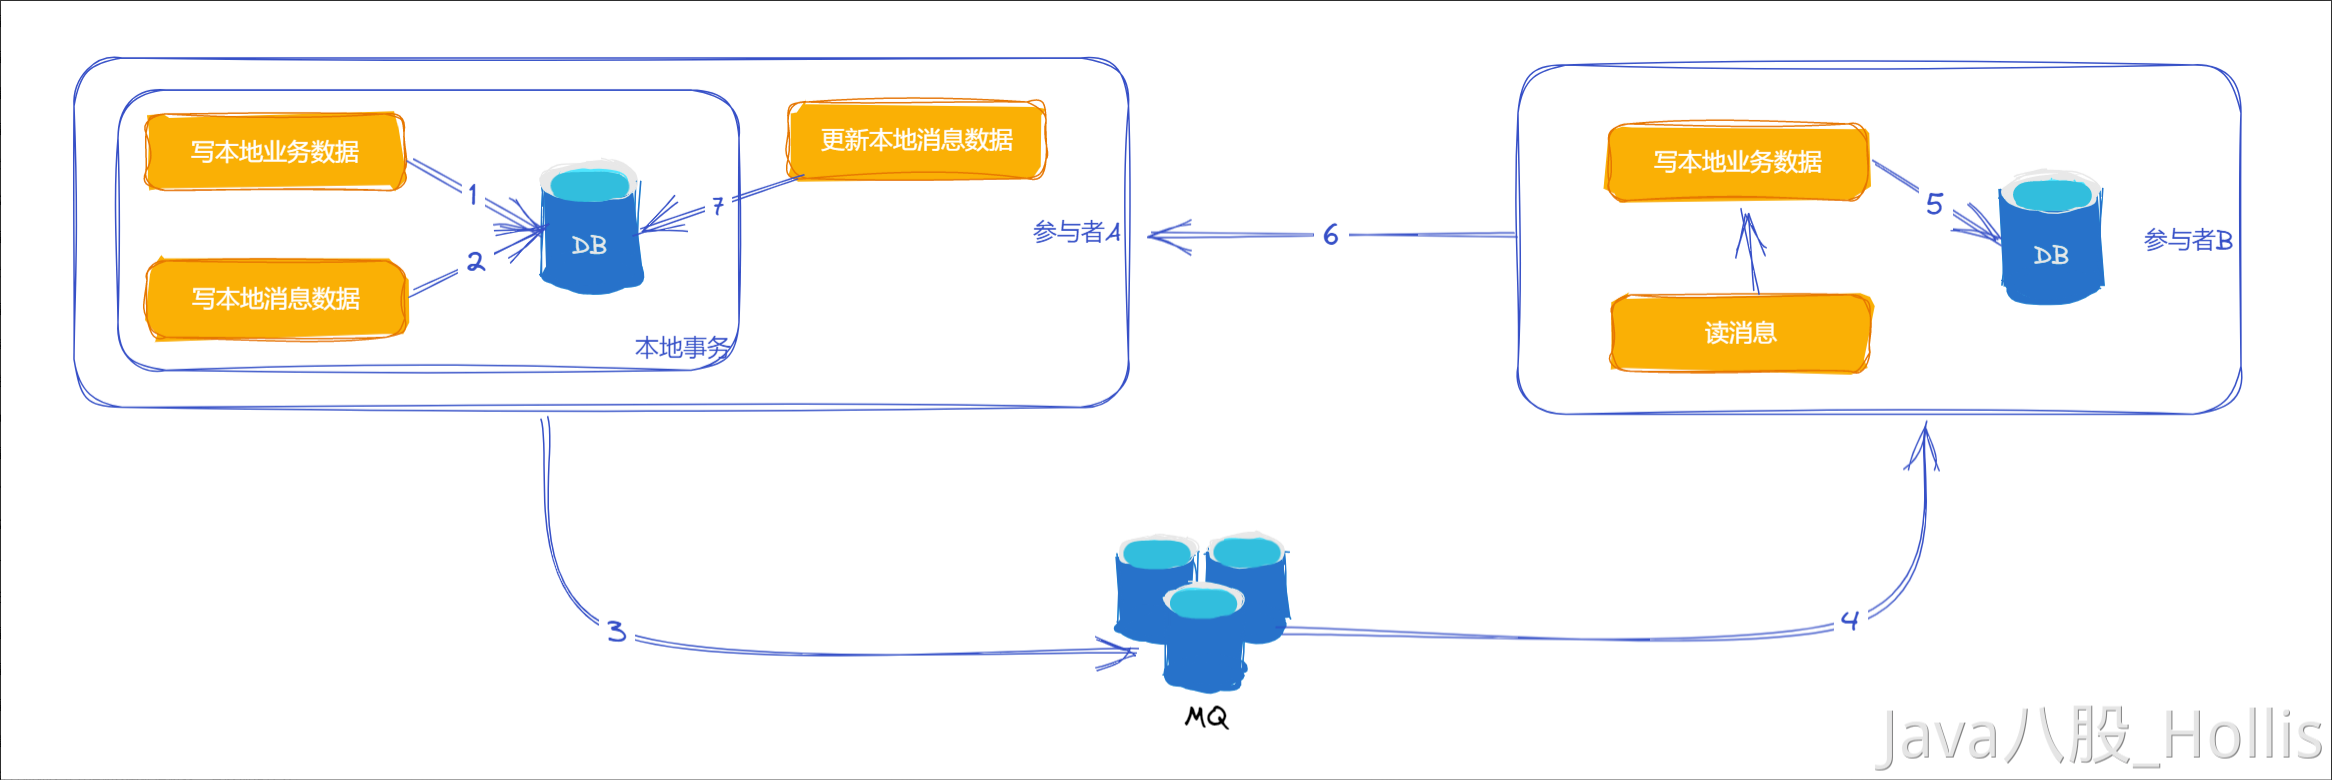 写本地业务数据
1
DB
2
写本地消息数据
本地事务
更新本地消息数据
7
参与者A
6
写本地业务数据
5
DB
参与者B
读消息
3
4
MQ
Java八股_Hollis